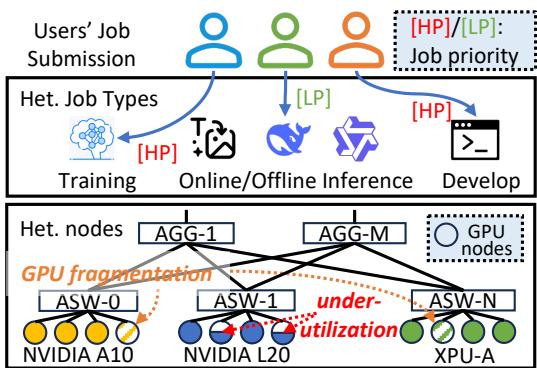 Users' Job
Submission
[HP]/[LP]:
Job priority
Het. Job Types
[LP]
[HP]
[HP]
T
>_
Training
Online/Offline Inference
Develop
Het. nodes
AGG-1
AGG-M
GPU
nodes
GPU fragmentation
ASW-0
ASW-1
ASW-N
under-
utilization
NVIDIA A10
NVIDIA L20
XPU-A